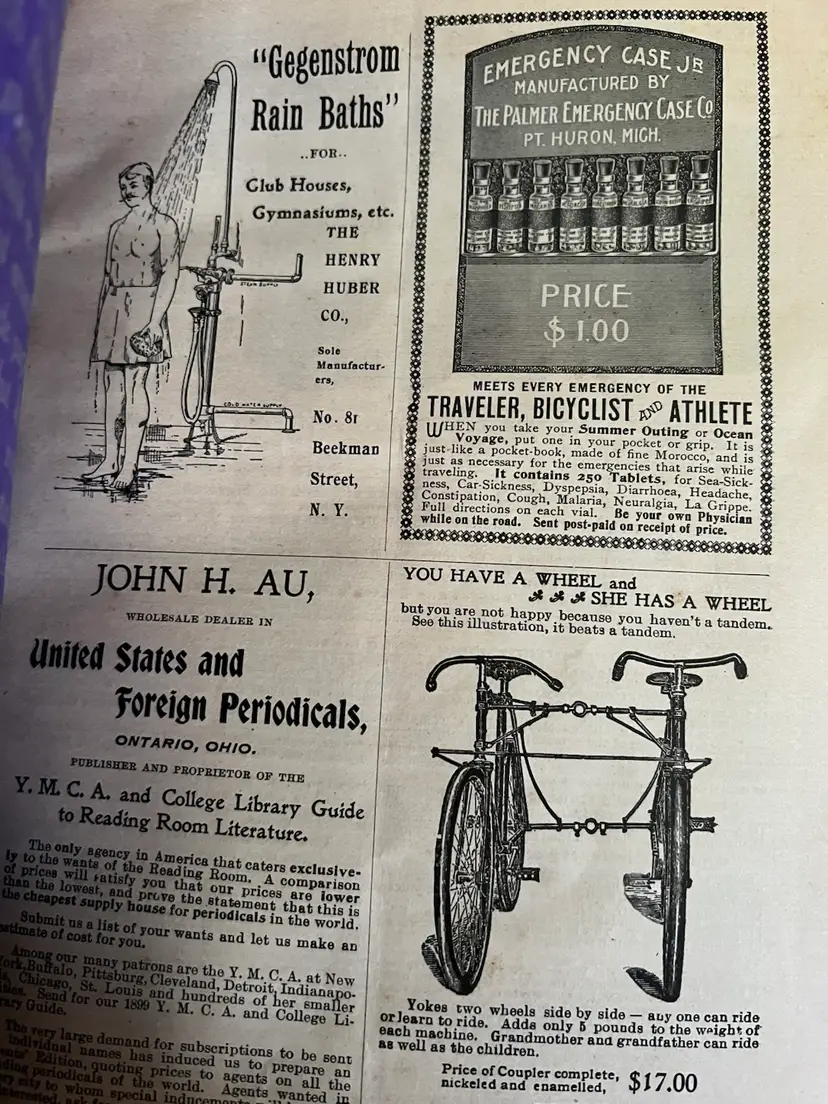 "Gegenstrom
Rain Baths"
..FOR..
Club Houses,
Gymnasiums, etc.
THE
HENRY
HUBER
CO.,
Sole
Manufactur-
ers,
No. 81
Beekman
Street,
N. Y.
STEAM SUPPLY
COLD WATER SUPPLY
EMERGENCY CASE JR
MANUFACTURED BY
THE PALMER EMERGENCY CASE CO
PT. HURON, MICH.
PRICE
$1.00
MEETS EVERY EMERGENCY OF THE
TRAVELER, BICYCLIST AND ATHLETE
WHEN you take your Summer Outing or Ocean
Voyage, put one in your pocket or grip. It is
just like a pocket-book, made of fine Morocco, and is
just as necessary for the emergencies that arise while
traveling. It contains 250 Tablets, for Sea-Sick-
ness, Car-Sickness, Dyspepsia, Diarrhoea, Headache,
Constipation, Cough, Malaria, Neuralgia, La Grippe.
Full directions on each vial. Be your own Physician
while on the road. Sent post-paid on receipt of price.
JOHN H. AU,
WHOLESALE DEALER IN
United States and
Foreign Periodicals,
ONTARIO, OHIO.
PUBLISHER AND PROPRIETOR OF THE
Y. M. C. A. and College Library Guide
to Reading Room Literature.
The only agency in America that caters exclusive-
ly to the wants of the Reading Room. A comparison
of prices will satisfy you that our prices are lower
than the lowest, and prove the statement that this is
the cheapest supply house for periodicals in the world.
Submit us a list of your wants and let us make an
estimate of cost for you.
Among our many patrons are the Y. M. C. A. at New
York, Buffalo, Pittsburg, Cleveland, Detroit, Indianapo-
Chicago, St. Louis and hundreds of her smaller
Send for our 1899 Y. M. C. A. and College Li-
rary Guide.
The very large demand for subscriptions to be sent
individual names has induced us to prepare an
Edition, quoting prices to agents on all the
periodicals of the world. Agents wanted in
city to whom special
YOU HAVE A WHEEL and
SHE HAS A WHEEL
but you are not happy because you haven't a tandem.
See this illustration, it beats a tandem.
Yokes two wheels side by side — any one can ride
or learn to ride. Adds only 5 pounds to the weight of
each machine. Grandmother and grandfather can ride
as well as the children.
Price of Coupler complete,
nickeled and enamelled, $17.00